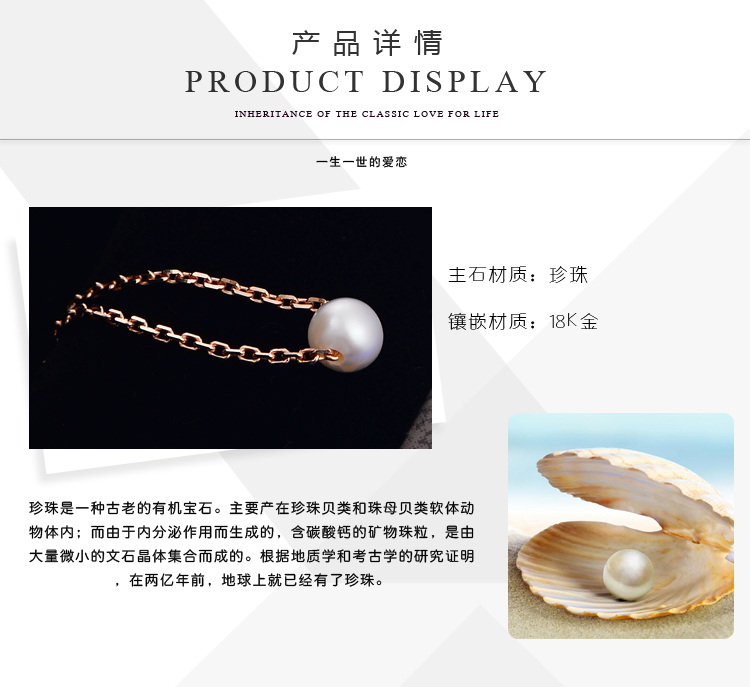 产品详情
PRODUCT DISPLAY
INHERITANCE OF THE CLASSIC LOVE FOR LIFE
一生一世的爱恋
主石材质：珍珠
镶嵌材质：18K金
珍珠是一种古老的有机宝石。主要产在珍珠贝类和珠母贝类软体动
物体内；而由于内分泌作用而生成的，含碳酸钙的矿物珠粒，是由
大量微小的文石晶体集合而成的。根据地质学和考古学的研究证明
，在两亿年前，地球上就已经有了珍珠。